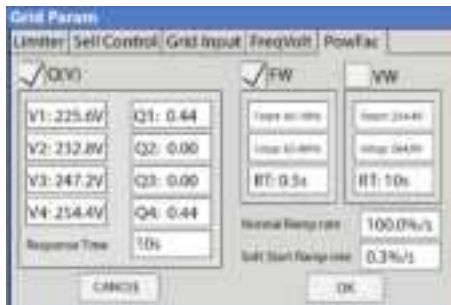 Grid Param
Limiter Self Control Grid Input FreqVolt PowFac
Q(V) FW VW
V1: 225.6V Q1: 0.44
V2: 232.8V Q2: 0.00
V3: 247.2V Q3: 0.00
V4: 254.4V Q4: 0.44
Response Time 10s
RT: 0.5s RT: 10s
Normal Ramp rate 100.0%/s
Soft Start Ramp rate 0.3%/s
CANCEL OK